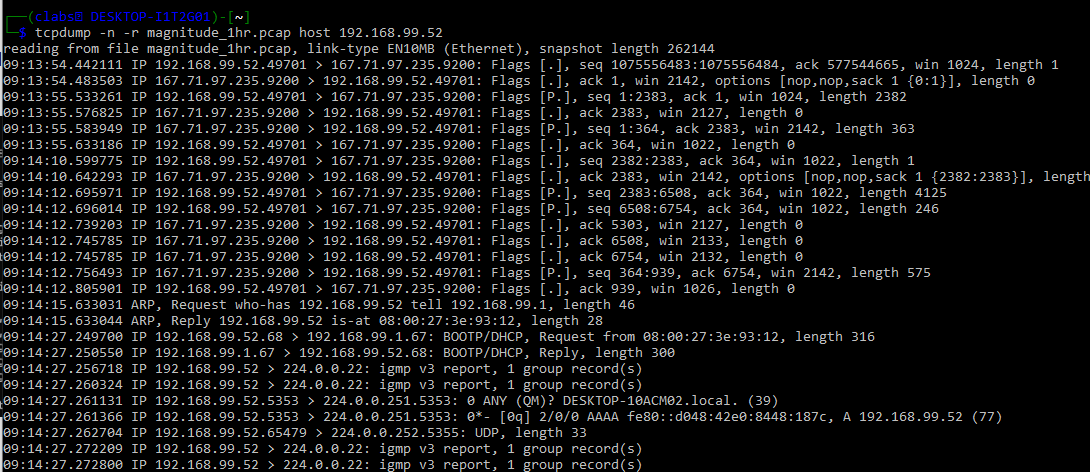 ┌──(clabs㉿ DESKTOP-I1T2G01)-[~]
└─$ tcpdump -n -r magnitude_1hr.pcap host 192.168.99.52
reading from file magnitude_1hr.pcap, link-type EN10MB (Ethernet), snapshot length 262144
09:13:54.442111 IP 192.168.99.52.49701 > 167.71.97.235.9200: Flags [.], seq 1075556483:1075556484, ack 577544665, win 1024, length 1
09:13:54.483503 IP 167.71.97.235.9200 > 192.168.99.52.49701: Flags [.], ack 1, win 2142, options [nop,nop,sack 1 {0:1}], length 0
09:13:55.533261 IP 192.168.99.52.49701 > 167.71.97.235.9200: Flags [P.], seq 1:2383, ack 1, win 1024, length 2382
09:13:55.576825 IP 167.71.97.235.9200 > 192.168.99.52.49701: Flags [.], ack 2383, win 2127, length 0
09:13:55.583949 IP 167.71.97.235.9200 > 192.168.99.52.49701: Flags [P.], seq 1:364, ack 2383, win 2142, length 363
09:13:55.633186 IP 192.168.99.52.49701 > 167.71.97.235.9200: Flags [.], ack 364, win 1022, length 0
09:14:10.599775 IP 192.168.99.52.49701 > 167.71.97.235.9200: Flags [.], seq 2382:2383, ack 364, win 1022, length 1
09:14:10.642293 IP 167.71.97.235.9200 > 192.168.99.52.49701: Flags [.], ack 2383, win 2142, options [nop,nop,sack 1 {2382:2383}], length
09:14:12.695971 IP 192.168.99.52.49701 > 167.71.97.235.9200: Flags [P.], seq 2383:6508, ack 364, win 1022, length 4125
09:14:12.696014 IP 192.168.99.52.49701 > 167.71.97.235.9200: Flags [P.], seq 6508:6754, ack 364, win 1022, length 246
09:14:12.739203 IP 167.71.97.235.9200 > 192.168.99.52.49701: Flags [.], ack 5303, win 2127, length 0
09:14:12.745785 IP 167.71.97.235.9200 > 192.168.99.52.49701: Flags [.], ack 6508, win 2133, length 0
09:14:12.745785 IP 167.71.97.235.9200 > 192.168.99.52.49701: Flags [.], ack 6754, win 2132, length 0
09:14:12.756493 IP 167.71.97.235.9200 > 192.168.99.52.49701: Flags [P.], seq 364:939, ack 6754, win 2142, length 575
09:14:12.805901 IP 192.168.99.52.49701 > 167.71.97.235.9200: Flags [.], ack 939, win 1026, length 0
09:14:15.633031 ARP, Request who-has 192.168.99.52 tell 192.168.99.1, length 46
09:14:15.633044 ARP, Reply 192.168.99.52 is-at 08:00:27:3e:93:12, length 28
09:14:27.249700 IP 192.168.99.52.68 > 192.168.99.1.67: BOOTP/DHCP, Request from 08:00:27:3e:93:12, length 316
09:14:27.250550 IP 192.168.99.1.67 > 192.168.99.52.68: BOOTP/DHCP, Reply, length 300
09:14:27.256718 IP 192.168.99.52 > 224.0.0.22: igmp v3 report, 1 group record(s)
09:14:27.260324 IP 192.168.99.52 > 224.0.0.22: igmp v3 report, 1 group record(s)
09:14:27.261131 IP 192.168.99.52.5353 > 224.0.0.251.5353: 0 ANY (QM)? DESKTOP-10ACM02.local. (39)
09:14:27.261366 IP 192.168.99.52.5353 > 224.0.0.251.5353: 0*- [0q] 2/0/0 AAAA fe80::d048:42e0:8448:187c, A 192.168.99.52 (77)
09:14:27.262704 IP 192.168.99.52.65479 > 224.0.0.252.5355: UDP, length 33
09:14:27.272209 IP 192.168.99.52 > 224.0.0.22: igmp v3 report, 1 group record(s)
09:14:27.272800 IP 192.168.99.52 > 224.0.0.22: igmp v3 report, 1 group record(s)